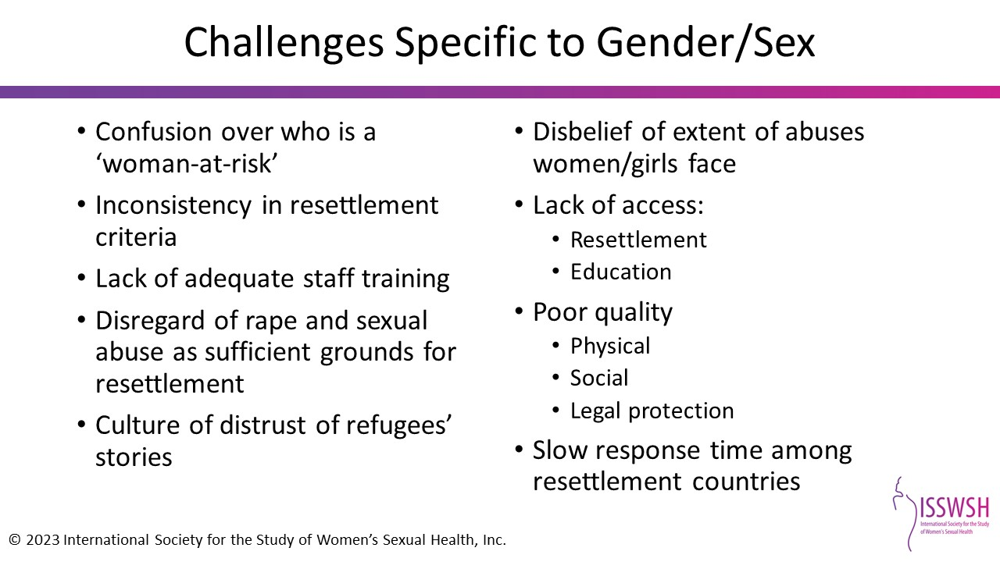 Challenges Specific to Gender/Sex
• Confusion over who is a
‘woman-at-risk’
• Inconsistency in resettlement
criteria
• Lack of adequate staff training
• Disregard of rape and sexual
abuse as sufficient grounds for
resettlement
• Culture of distrust of refugees’
stories
• Disbelief of extent of abuses
women/girls face
• Lack of access:
• Resettlement
• Education
• Poor quality
• Physical
• Social
• Legal protection
• Slow response time among
resettlement countries
ISSWSH
International Society for the Study
of Women's Sexual Health
© 2023 International Society for the Study of Women’s Sexual Health, Inc.